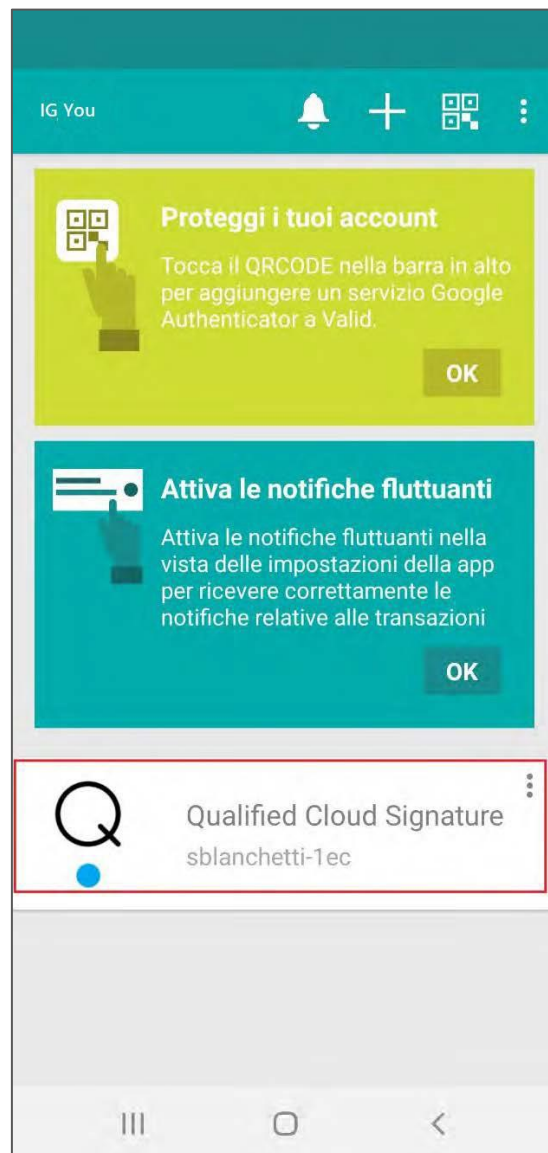 IG You
Proteggi i tuoi account
Tocca il QRCODE nella barra in alto
per aggiungere un servizio Google
Authenticator a Valid.
OK
Attiva le notifiche fluttuanti
Attiva le notifiche fluttuanti nella
vista delle impostazioni della app
per ricevere correttamente le
notifiche relative alle transazioni
OK
Qualified Cloud Signature
sblanchetti-1ec